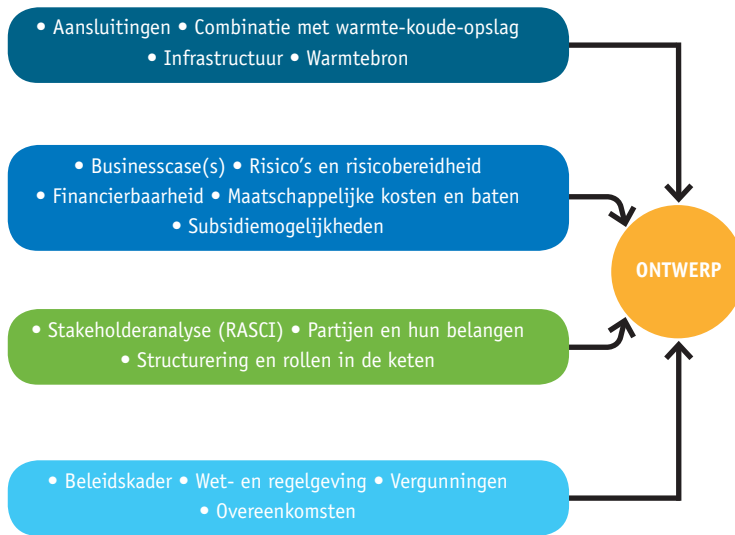 • Aansluitingen • Combinatie met warmte-koude-opslag
• Infrastructuur • Warmtebron
• Businesscase(s) • Risico's en risicobereidheid
• Financierbaarheid • Maatschappelijke kosten en baten
• Subsidiemogelijkheden
ONTWERP
• Stakeholderanalyse (RASCI) • Partijen en hun belangen
• Structurering en rollen in de keten
• Beleidskader • Wet- en regelgeving • Vergunningen
• Overeenkomsten